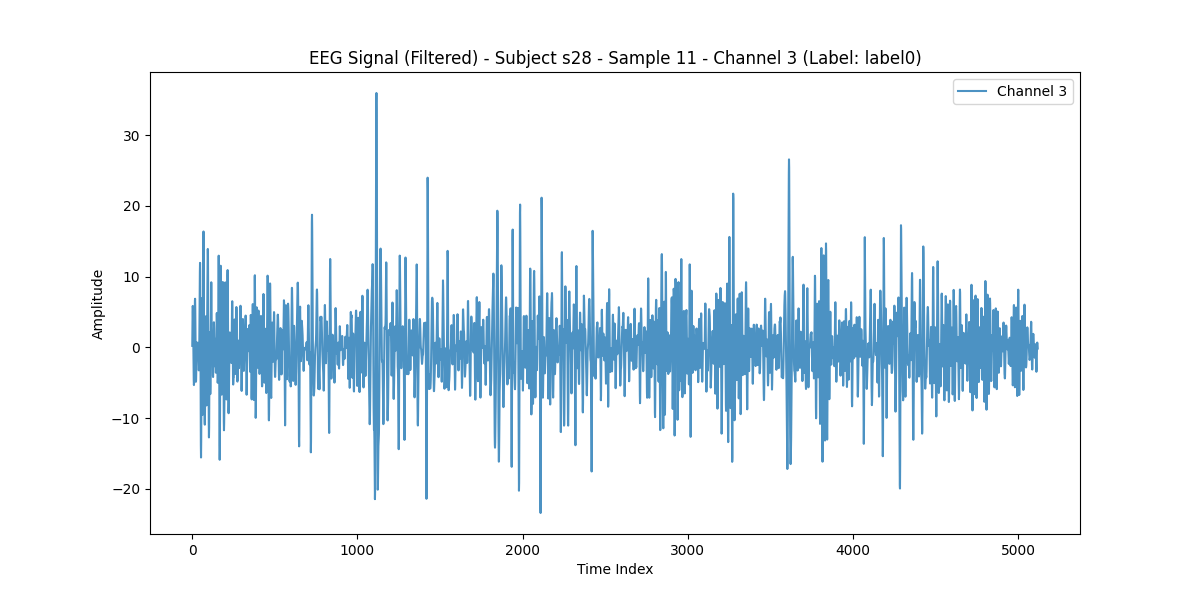 EEG Signal (Filtered) - Subject s28 - Sample 11 - Channel 3 (Label: label0)
Channel 3
30
20
10
0
−10
−20
Amplitude
0 1000 2000 3000 4000 5000
Time Index